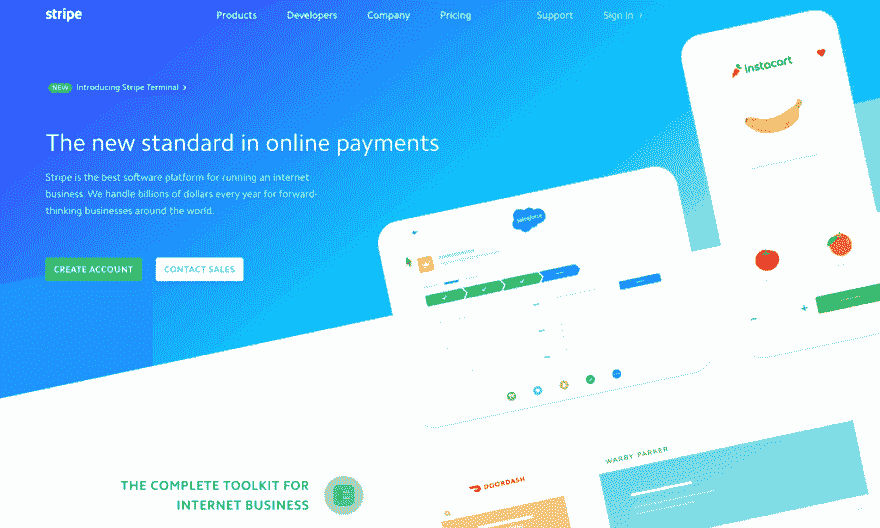 stripe
Products Developers Company Pricing Support Sign in ›
NEW Introducing Stripe Terminal ›
The new standard in online payments
Stripe is the best software platform for running an internet
business. We handle billions of dollars every year for forward-
thinking businesses around the world.
CREATE ACCOUNT CONTACT SALES
instacart
salesforce
THE COMPLETE TOOLKIT FOR
INTERNET BUSINESS
DOORDASH
WARBY PARKER